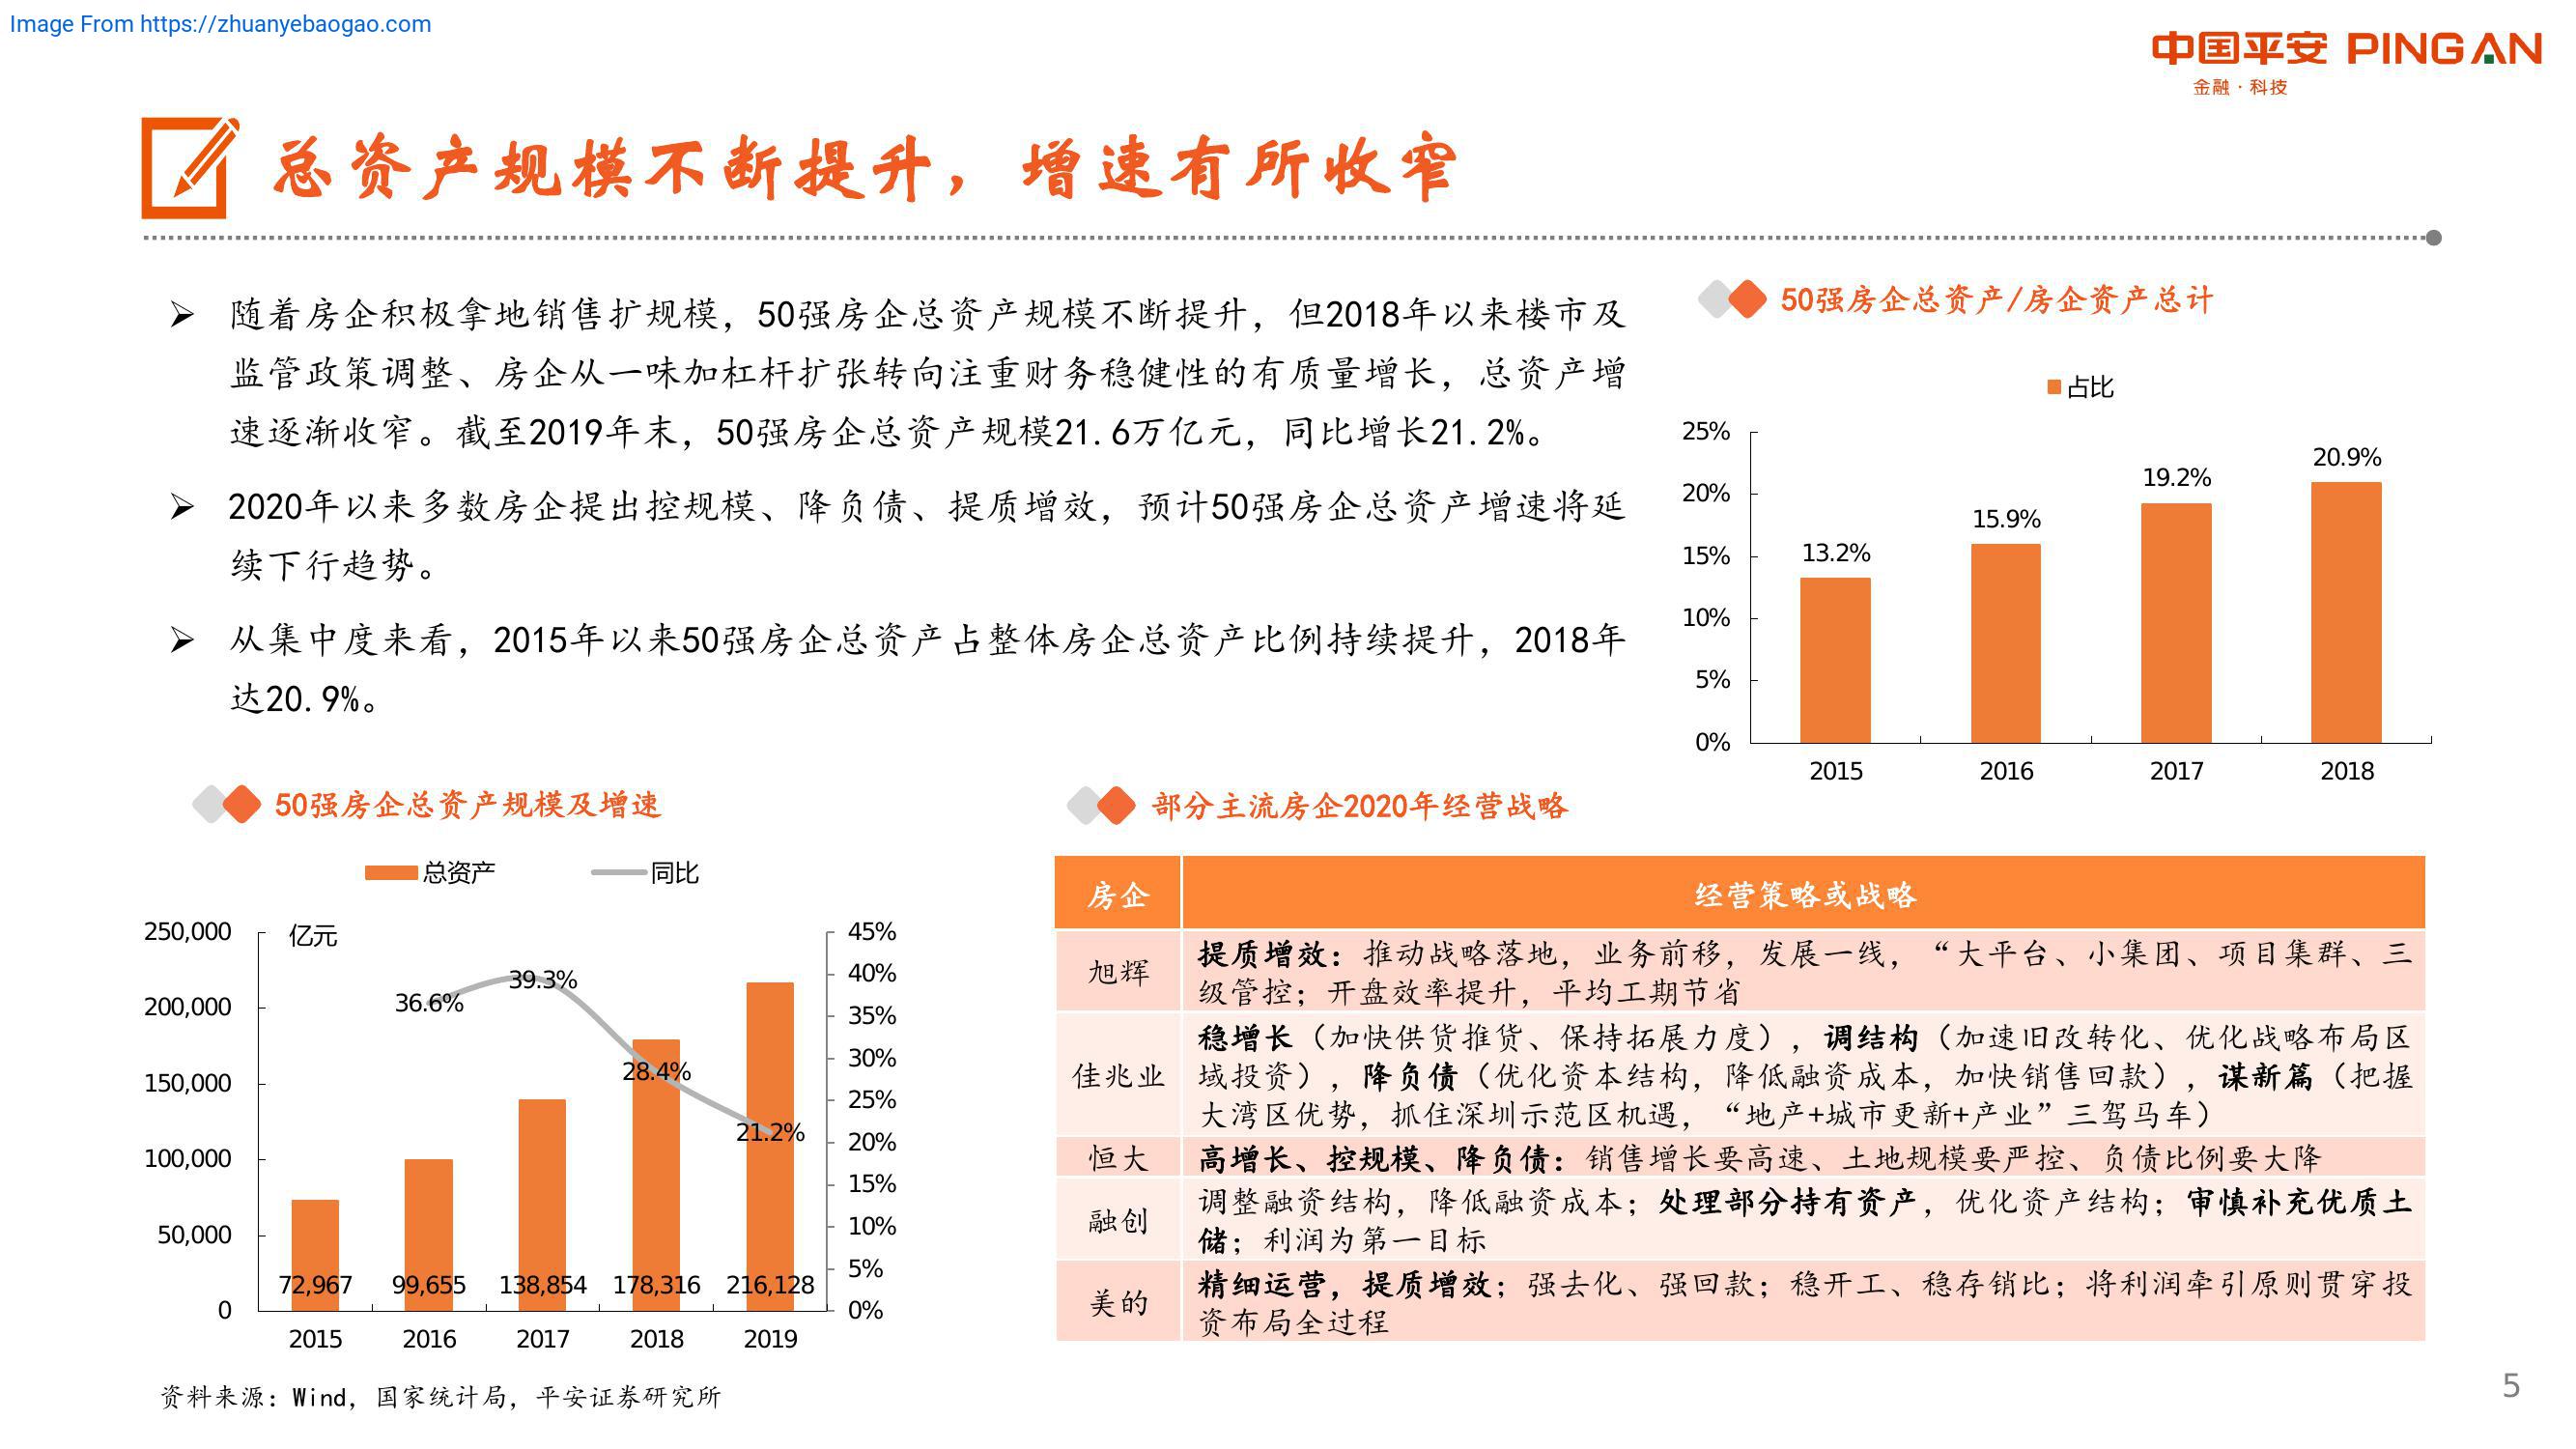 Image From https://zhuanyebaogao.com
中国平安 PINGAN
金融·科技
总资产规模不断提升，增速有所收窄
随着房企积极拿地销售扩规模，50强房企总资产规模不断提升，但2018年以来楼市及
监管政策调整、房企从一味加杠杆扩张转向注重财务稳健性的有质量增长，总资产增
速逐渐收窄。截至2019年末，50强房企总资产规模21.6万亿元，同比增长21.2%。
2020年以来多数房企提出控规模、降负债、提质增效，预计50强房企总资产增速将延
续下行趋势。
从集中度来看，2015年以来50强房企总资产占整体房企总资产比例持续提升，2018年
达20.9%。
50强房企总资产/房企资产总计
占比
25%
20%
15%
10%
5%
0%
13.2%
15.9%
19.2%
20.9%
2015 2016 2017 2018
50强房企总资产规模及增速
总资产 同比
亿元
250,000
200,000
150,000
100,000
50,000
0
45%
40%
35%
30%
25%
20%
15%
10%
5%
0%
36.6%
39.3%
28.4%
21.2%
72,967 99,655 138,854 178,316 216,128
2015 2016 2017 2018 2019
部分主流房企2020年经营战略
房企 经营策略或战略
旭辉
提质增效：推动战略落地，业务前移，发展一线，“大平台、小集团、项目集群、三
级管控；开盘效率提升，平均工期节省
佳兆业
稳增长（加快供货推货、保持拓展力度），调结构（加速旧改转化、优化战略布局区
域投资），降负债（优化资本结构，降低融资成本，加快销售回款），谋新篇（把握
大湾区优势，抓住深圳示范区机遇，“地产+城市更新+产业”三驾马车）
恒大
高增长、控规模、降负债：销售增长要高速、土地规模要严控、负债比例要大降
融创
调整融资结构，降低融资成本；处理部分持有资产，优化资产结构；审慎补充优质土
储；利润为第一目标
美的
精细运营，提质增效；强去化、强回款；稳开工、稳存销比；将利润牵引原则贯穿投
资布局全过程
资料来源：Wind，国家统计局，平安证券研究所
5